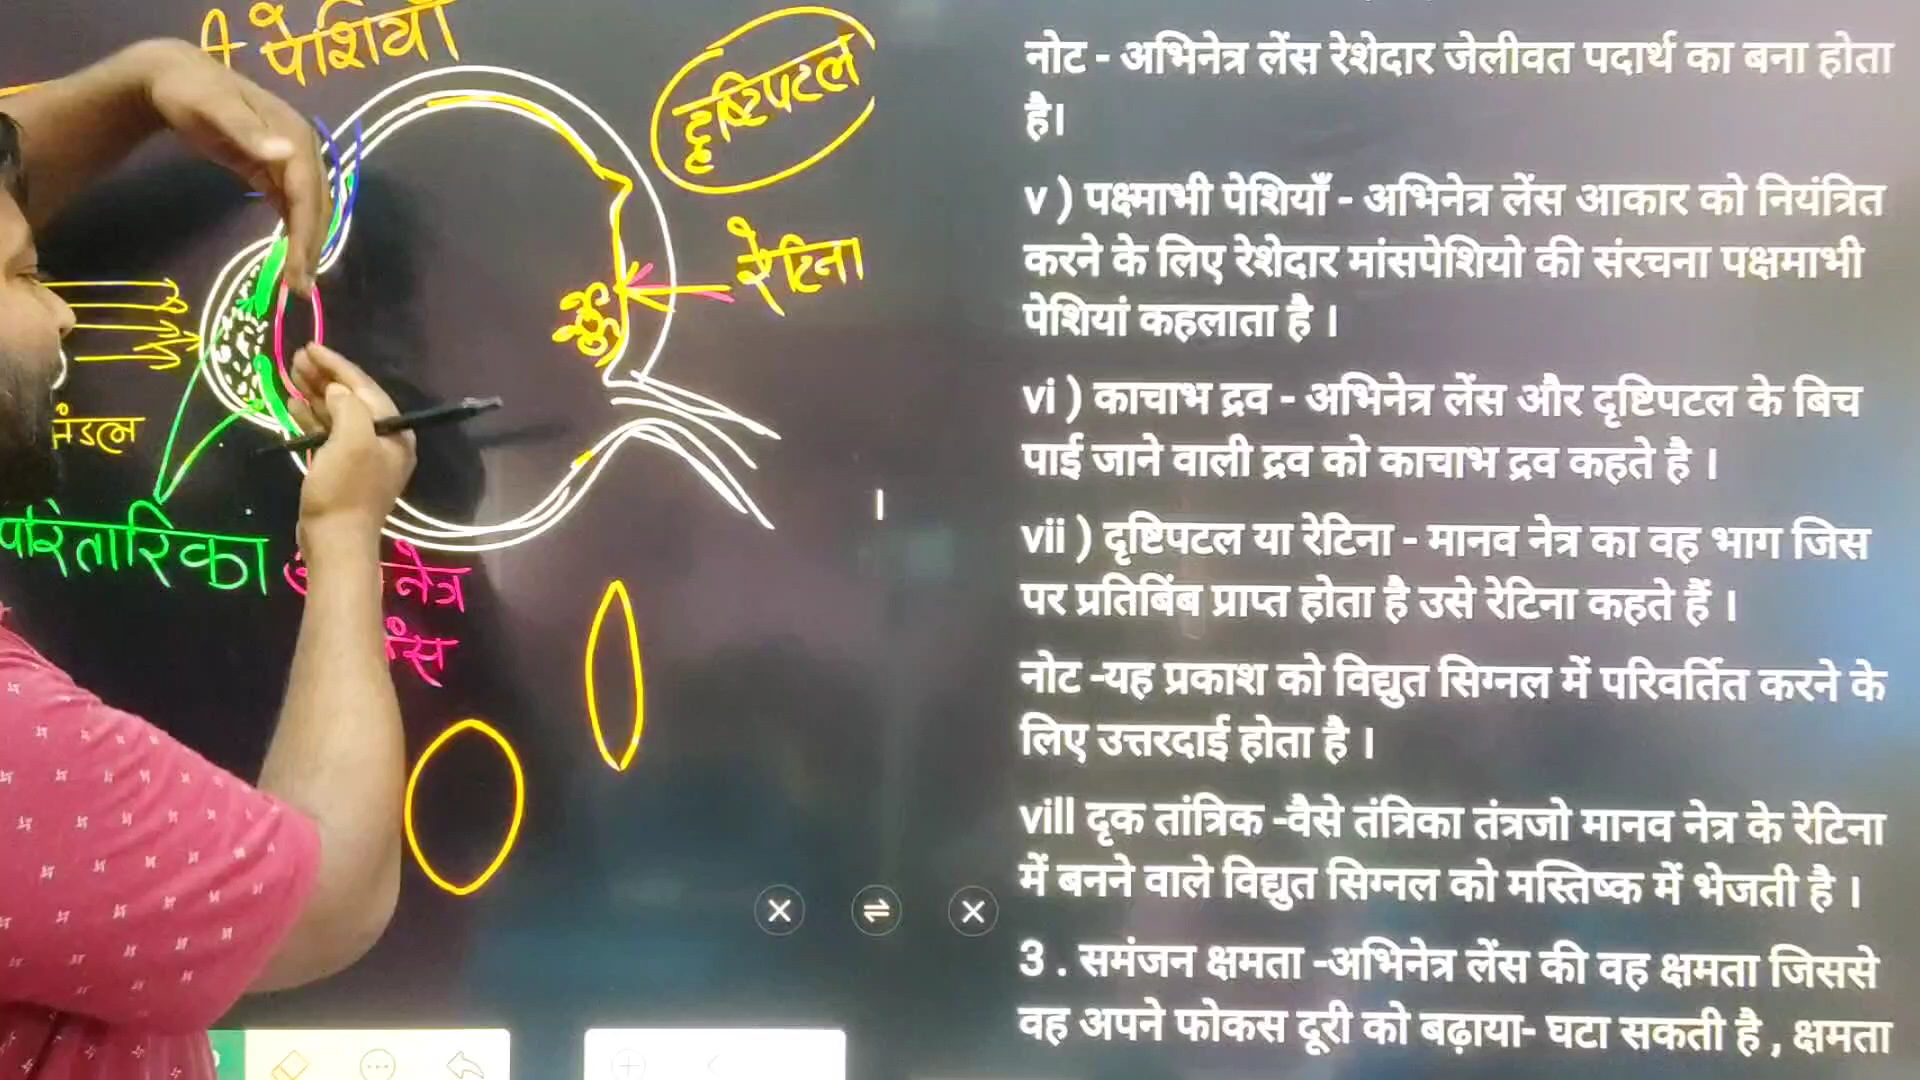 पेशियाँ
दृष्टिपटल
रेटिना
परितारिका
नेत्र
नोट - अभिनेत्र लेंस रेशेदार जेलीवत पदार्थ का बना होता
है।
v ) पक्ष्माभी पेशियाँ - अभिनेत्र लेंस आकार को नियंत्रित
करने के लिए रेशेदार मांसपेशियो की संरचना पक्षमाभी
पेशियां कहलाता है ।
vi ) काचाभ द्रव - अभिनेत्र लेंस और दृष्टिपटल के बिच
पाई जाने वाली द्रव को काचाभ द्रव कहते है ।
vii ) दृष्टिपटल या रेटिना - मानव नेत्र का वह भाग जिस
पर प्रतिबिंब प्राप्त होता है उसे रेटिना कहते हैं ।
नोट -यह प्रकाश को विद्युत सिग्नल में परिवर्तित करने के
लिए उत्तरदाई होता है ।
vill दृक तांत्रिक -वैसे तंत्रिका तंत्रजो मानव नेत्र के रेटिना
में बनने वाले विद्युत सिग्नल को मस्तिष्क में भेजती है ।
3 . समंजन क्षमता -अभिनेत्र लेंस की वह क्षमता जिससे
वह अपने फोकस दूरी को बढ़ाया- घटा सकती है , क्षमता